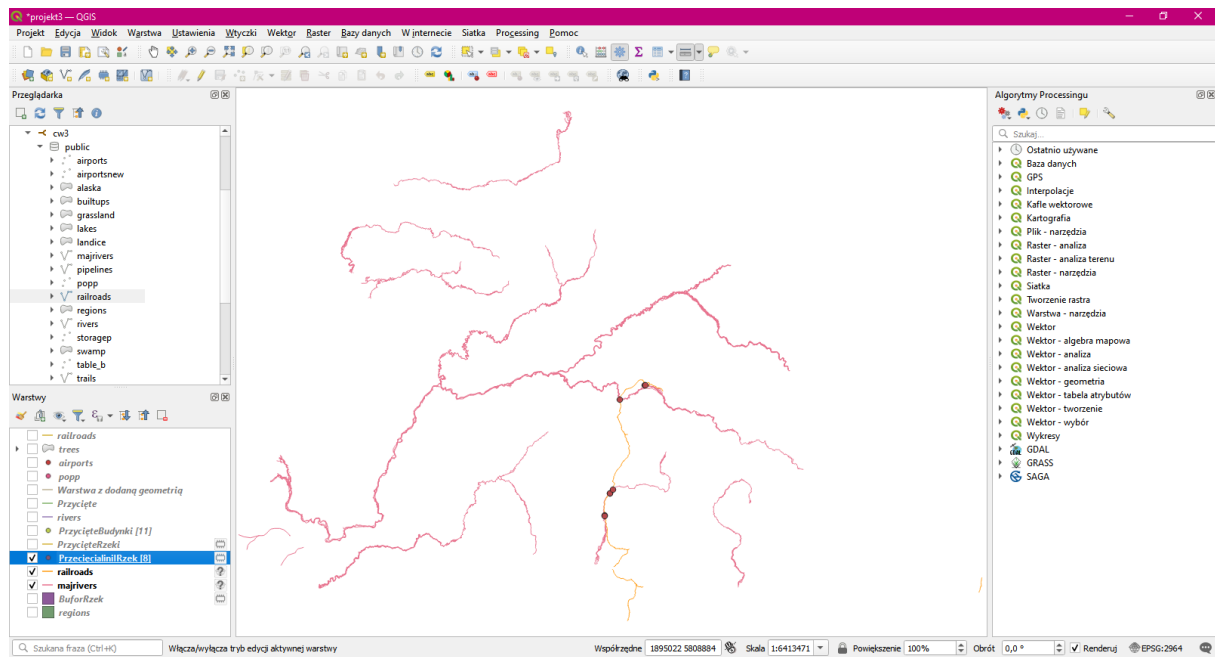 *projekt3 — QGIS
Projekt Edycja Widok Warstwa Ustawienia Wtyczki Wektor Raster Bazy danych W internecie Siatka Processing Pomoc
Przeglądarka
cw3
public
airports
airportsnew
alaska
builtups
grassland
lakes
landice
majrivers
pipelines
popp
railroads
regions
rivers
storagep
swamp
table_b
trails
Warstwy
railroads
trees
airports
popp
Warstwa z dodaną geometrią
Przycięte
rivers
PrzycięteBudynki [11]
PrzycięteRzeki
PrzecięcialiniIRzek [8]
railroads
majrivers
BuforRzek
regions
Algorytmy Processingu
Szukaj...
Ostatnio używane
Baza danych
GPS
Interpolacje
Kafle wektorowe
Kartografia
Plik - narzędzia
Raster - analiza
Raster - analiza terenu
Raster - narzędzia
Siatka
Tworzenie rastra
Warstwa - narzędzia
Wektor
Wektor - algebra mapowa
Wektor - analiza
Wektor - analiza sieciowa
Wektor - geometria
Wektor - tabela atrybutów
Wektor - tworzenie
Wektor - wybór
Wykresy
GDAL
GRASS
SAGA
Szukana fraza (Ctrl+K) Włącza/wyłącza tryb edycji aktywnej warstwy Współrzędne 1895022 5808884 Skala 1:6413471 Powiększenie 100% Obrót 0,0 ° Renderuj EPSG:2964